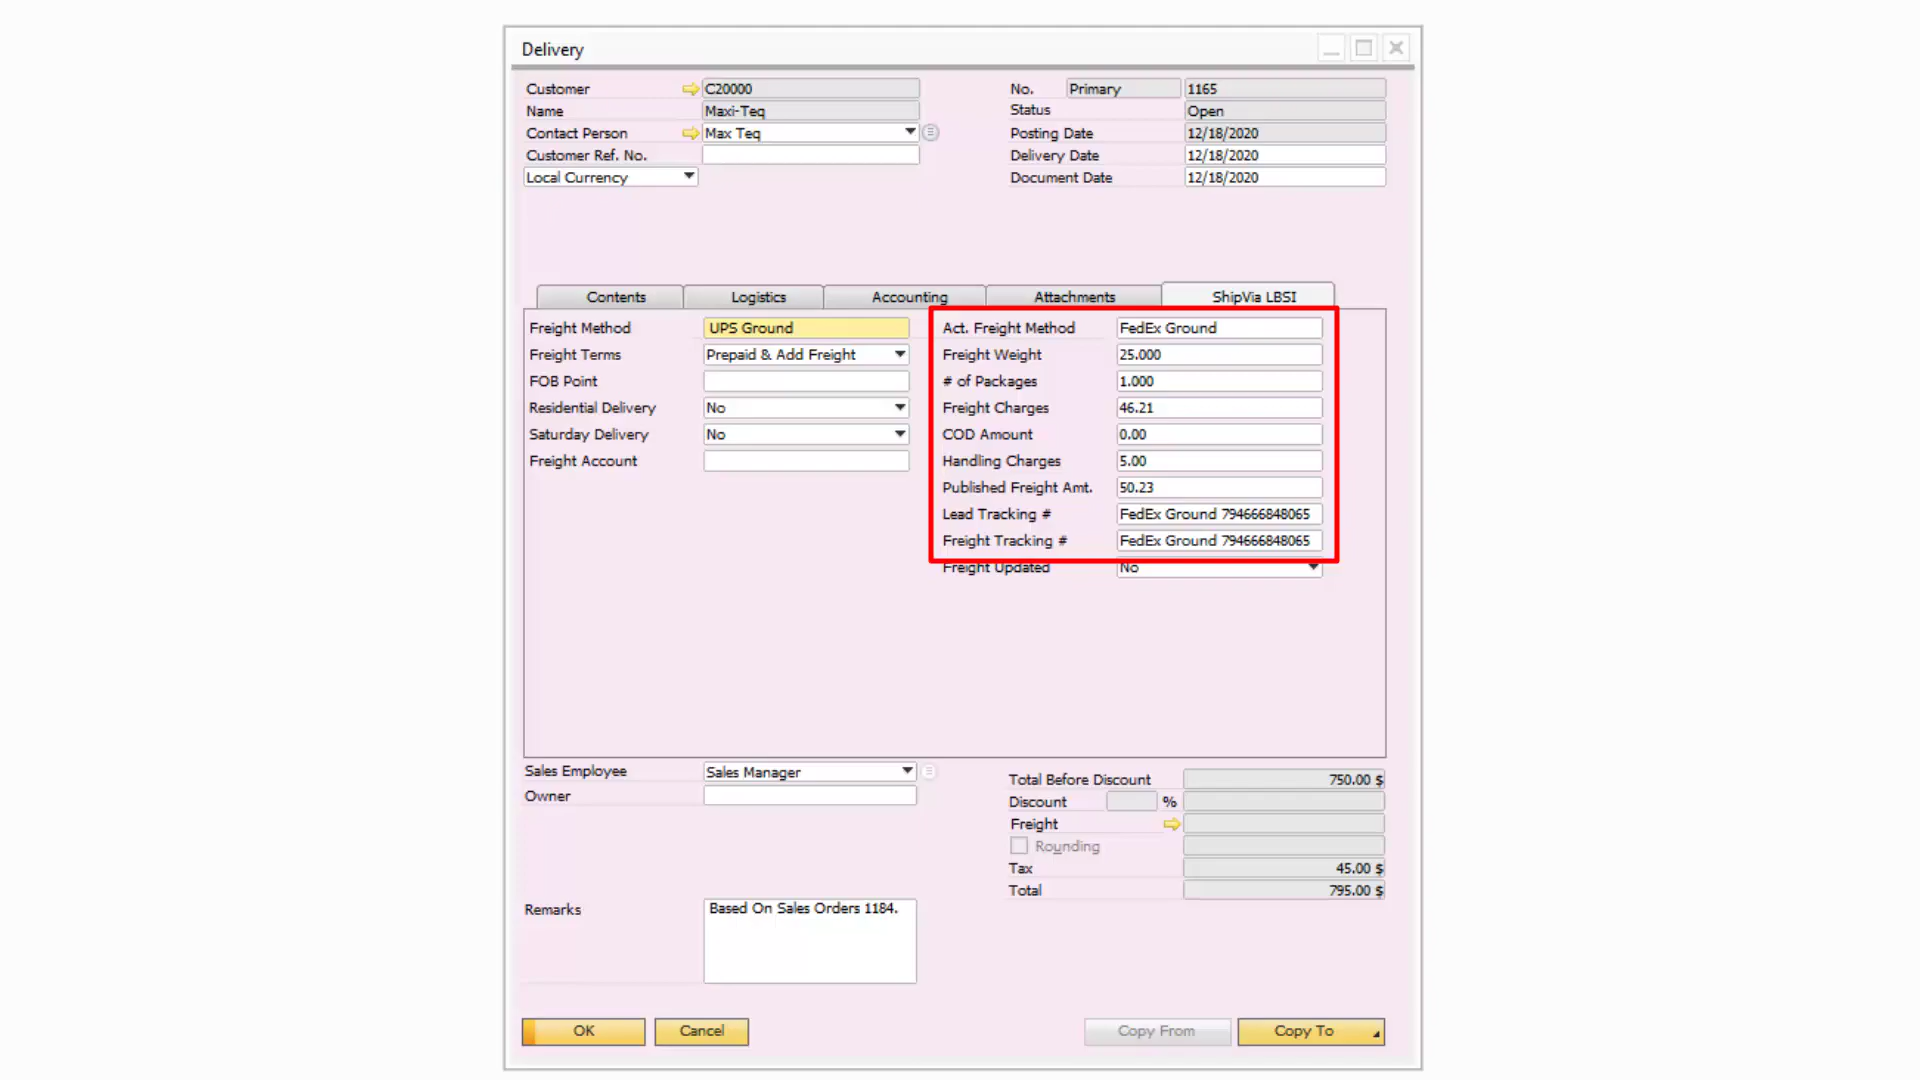 Delivery
Customer C20000 No. Primary 1165
Name Maxi-Teq Status Open
Contact Person Max Teq Posting Date 12/18/2020
Customer Ref. No. Delivery Date 12/18/2020
Local Currency Document Date 12/18/2020
Contents Logistics Accounting Attachments ShipVia LBSI
Freight Method UPS Ground Act. Freight Method FedEx Ground
Freight Terms Prepaid & Add Freight Freight Weight 25.000
FOB Point # of Packages 1.000
Residential Delivery No Freight Charges 46.21
Saturday Delivery No COD Amount 0.00
Freight Account Handling Charges 5.00
Published Freight Amt. 50.23
Lead Tracking # FedEx Ground 794666848065
Freight Tracking # FedEx Ground 794666848065
Freight Updated No
Sales Employee Sales Manager Total Before Discount 750.00 $
Owner Discount %
Freight
Rounding
Tax 45.00 $
Total 795.00 $
Remarks Based On Sales Orders 1184.
OK Cancel Copy From Copy To